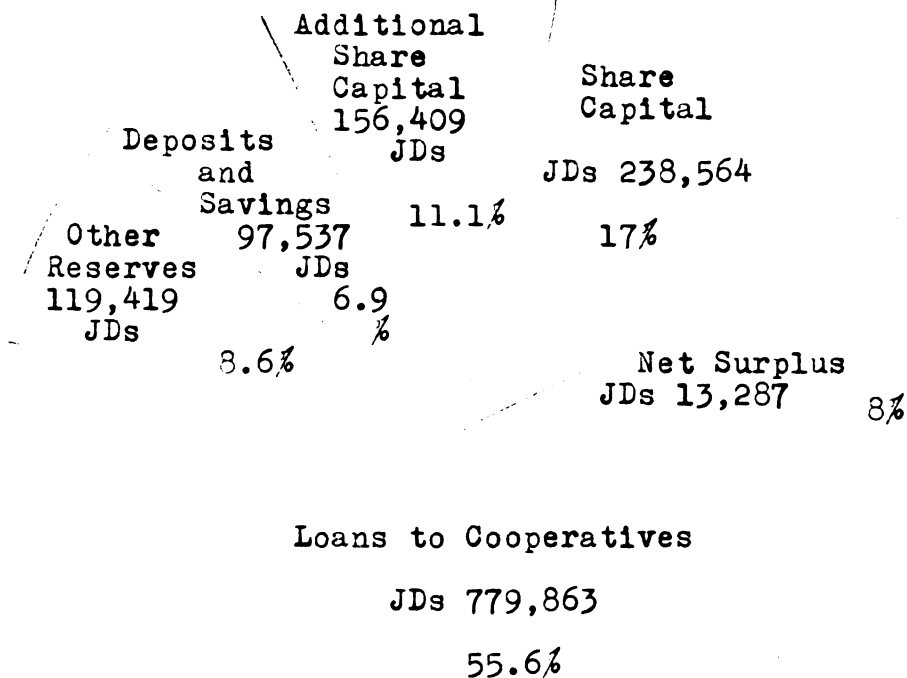 Additional
Share
Capital
156,409
JDs
11.1%
Share
Capital
JDs 238,564
17%
Deposits
and
Savings
97,537
JDs
6.9
%
Other
Reserves
119,419
JDs
8.6%
Net Surplus
JDs 13,287
8%
Loans to Cooperatives
JDs 779,863
55.6%